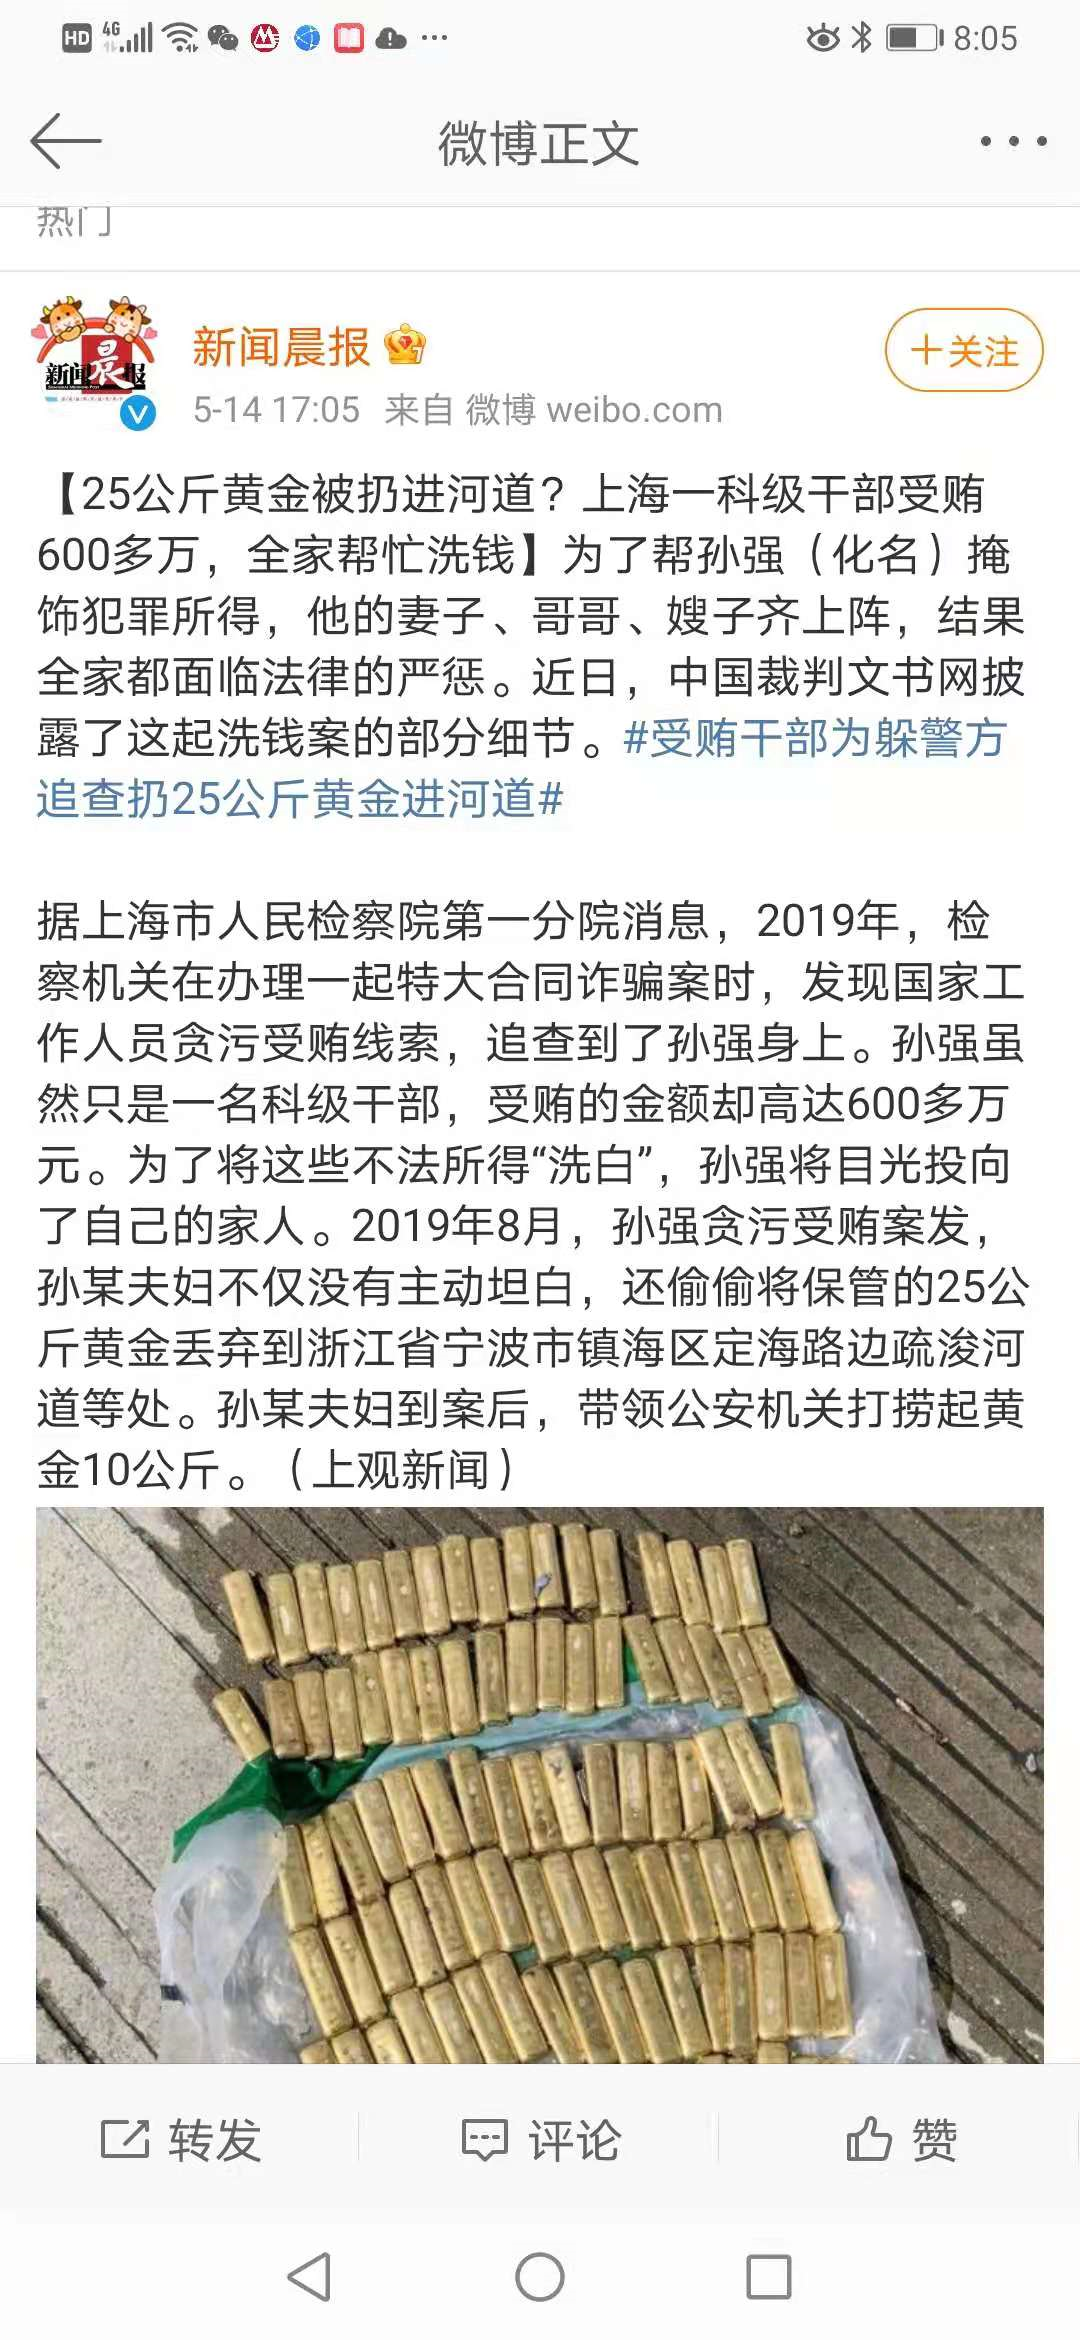 HD 4G 8:05
微博正文
热门
新闻晨报
新闻晨报
+关注
5-14 17:05 来自 微博 weibo.com
【25公斤黄金被扔进河道？上海一科级干部受贿
600多万，全家帮忙洗钱】为了帮孙强（化名）掩
饰犯罪所得，他的妻子、哥哥、嫂子齐上阵，结果
全家都面临法律的严惩。近日，中国裁判文书网披
露了这起洗钱案的部分细节。#受贿干部为躲警方
追查扔25公斤黄金进河道#
据上海市人民检察院第一分院消息，2019年，检
察机关在办理一起特大合同诈骗案时，发现国家工
作人员贪污受贿线索，追查到了孙强身上。孙强虽
然只是一名科级干部，受贿的金额却高达600多万
元。为了将这些不法所得“洗白”，孙强将目光投向
了自己的家人。2019年8月，孙强贪污受贿案发，
孙某夫妇不仅没有主动坦白，还偷偷将保管的25公
斤黄金丢弃到浙江省宁波市镇海区定海路边疏浚河
道等处。孙某夫妇到案后，带领公安机关打捞起黄
金10公斤。（上观新闻）
转发 评论 赞